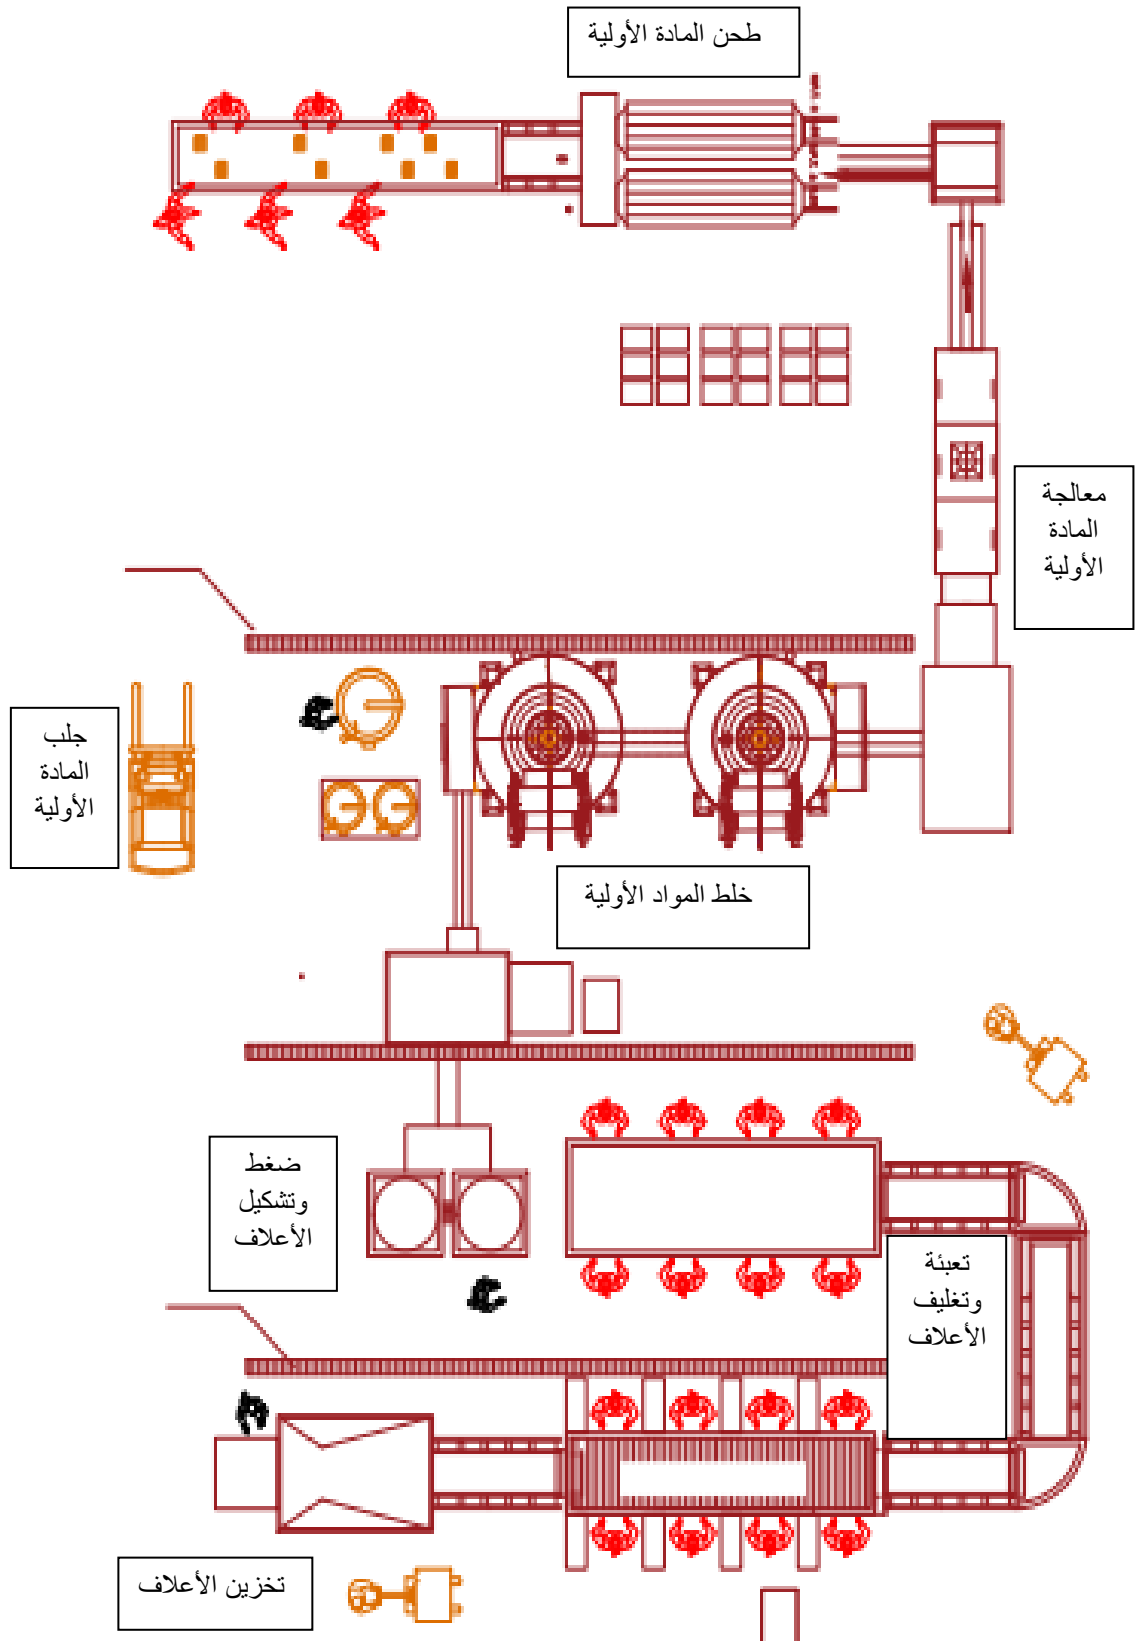 طحن المادة الأولية
معالجة
المادة
الأولية
جلب
المادة
الأولية
خلط المواد الأولية
ضغط
وتشكيل
الأعلاف
تعبئة
وتغليف
الأعلاف
تخزين الأعلاف